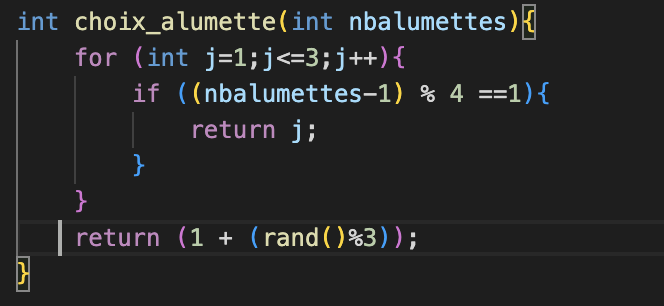 int choix_alumette(int nbalumettes){
for (int j=1;j<=3;j++){
if ((nbalumettes-1) % 4 ==1){
return j;
}
}
return (1 + (rand()%3));
}